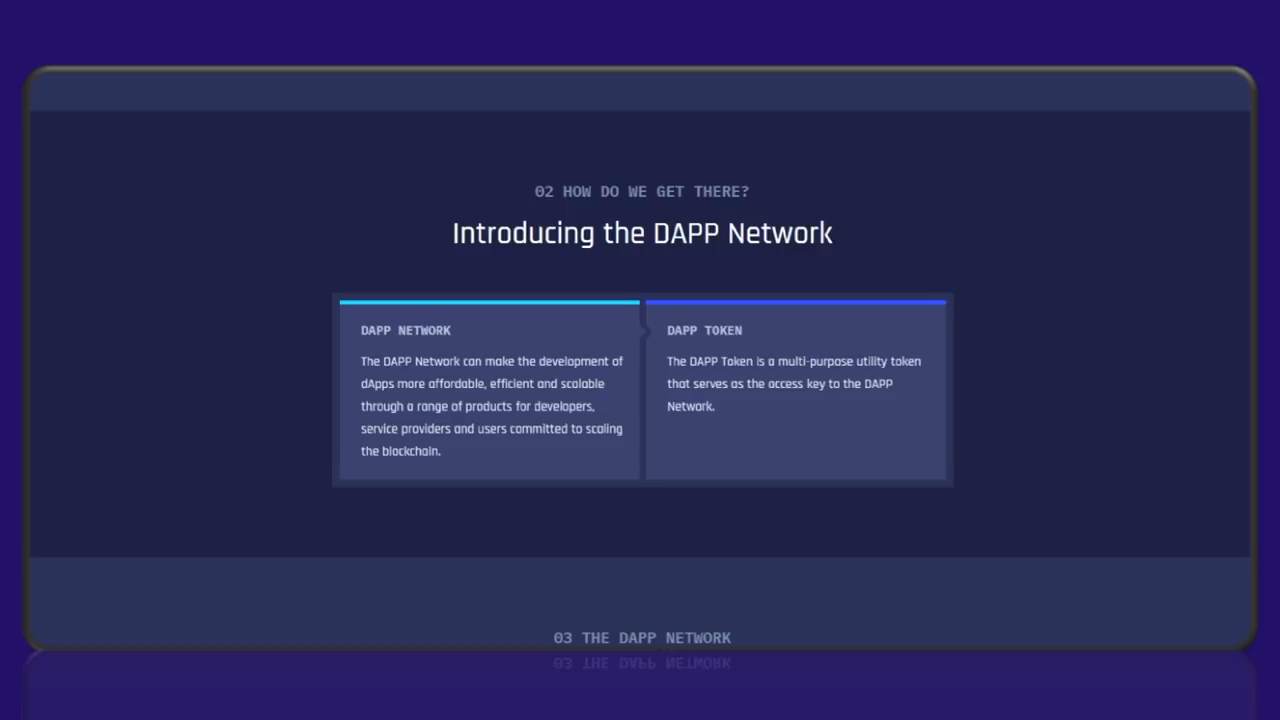 02 HOW DO WE GET THERE?
Introducing the DAPP Network
DAPP NETWORK
The DAPP Network can make the development of
dApps more affordable, efficient and scalable
through a range of products for developers,
service providers and users committed to scaling
the blockchain.
DAPP TOKEN
The DAPP Token is a multi-purpose utility token
that serves as the access key to the DAPP
Network.
03 THE DAPP NETWORK